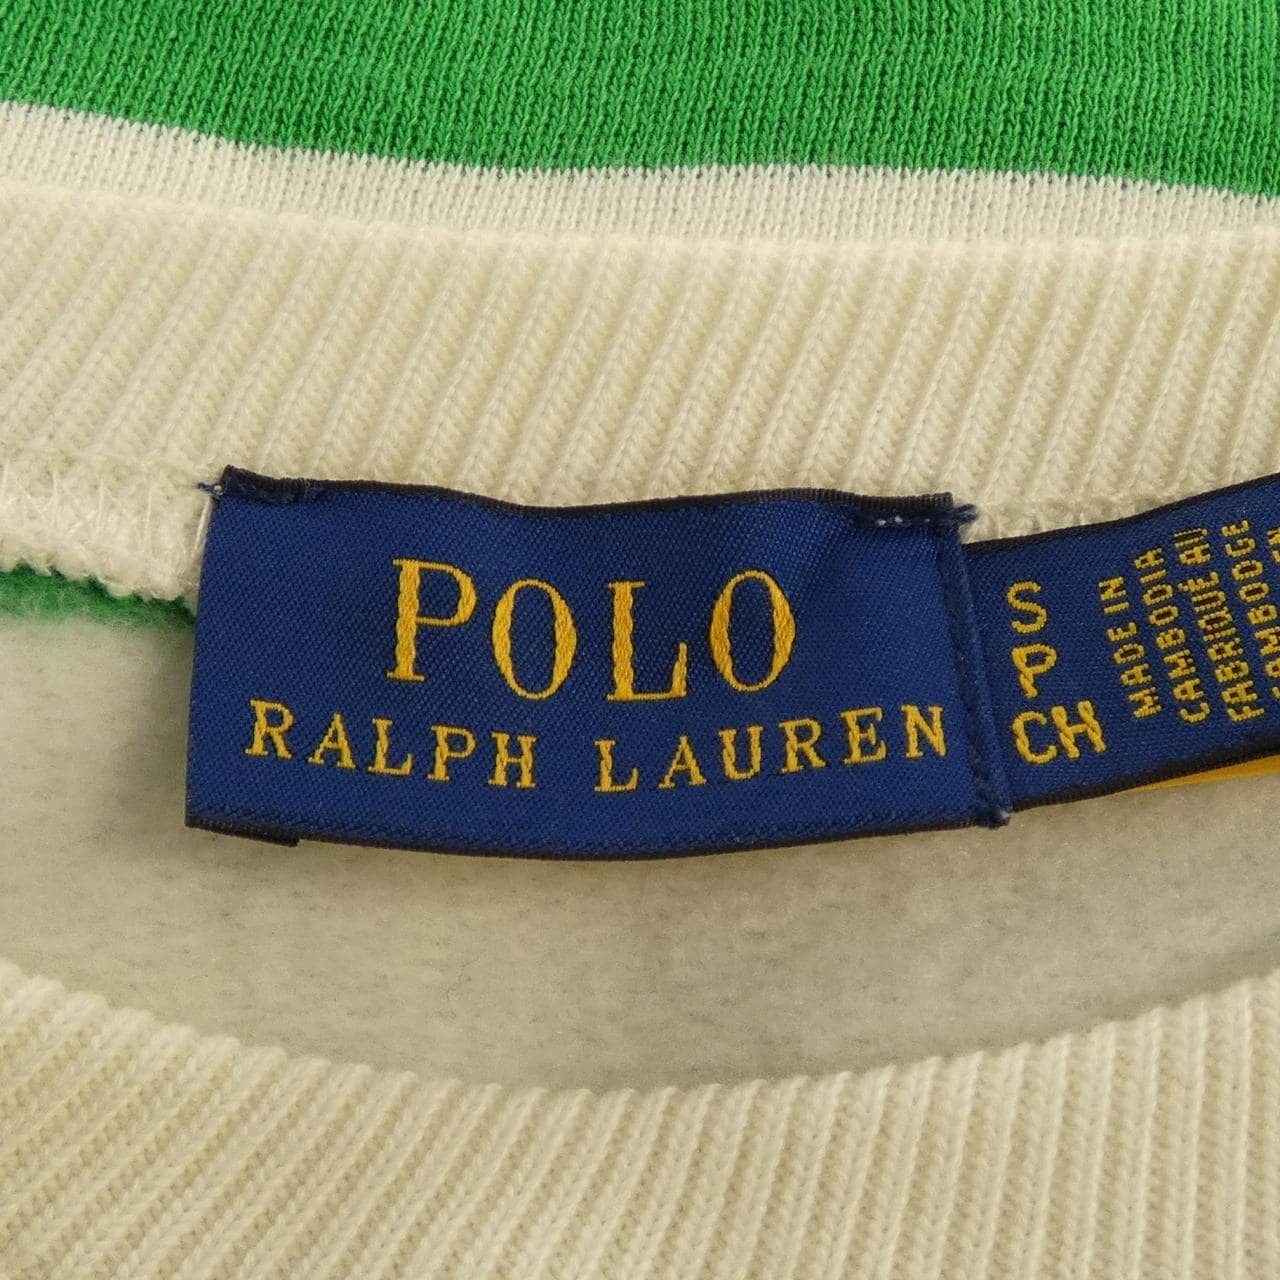 POLO
RALPH LAUREN
S
P
CH
MADE IN
CAMBODIA
FABRIQUÉ AU
CAMBODGE